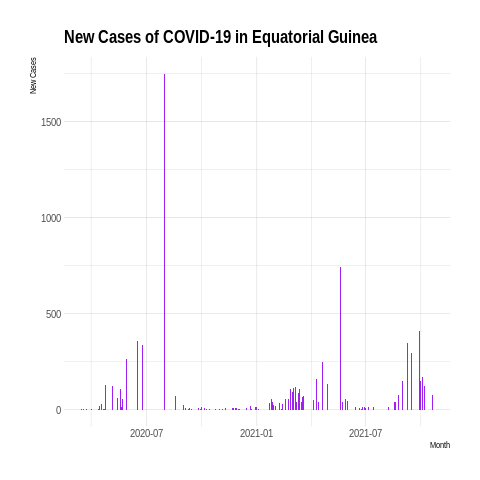 New Cases of COVID-19 in Equatorial Guinea
New Cases
1500
1000
500
0
2020-07 2021-01 2021-07
Month